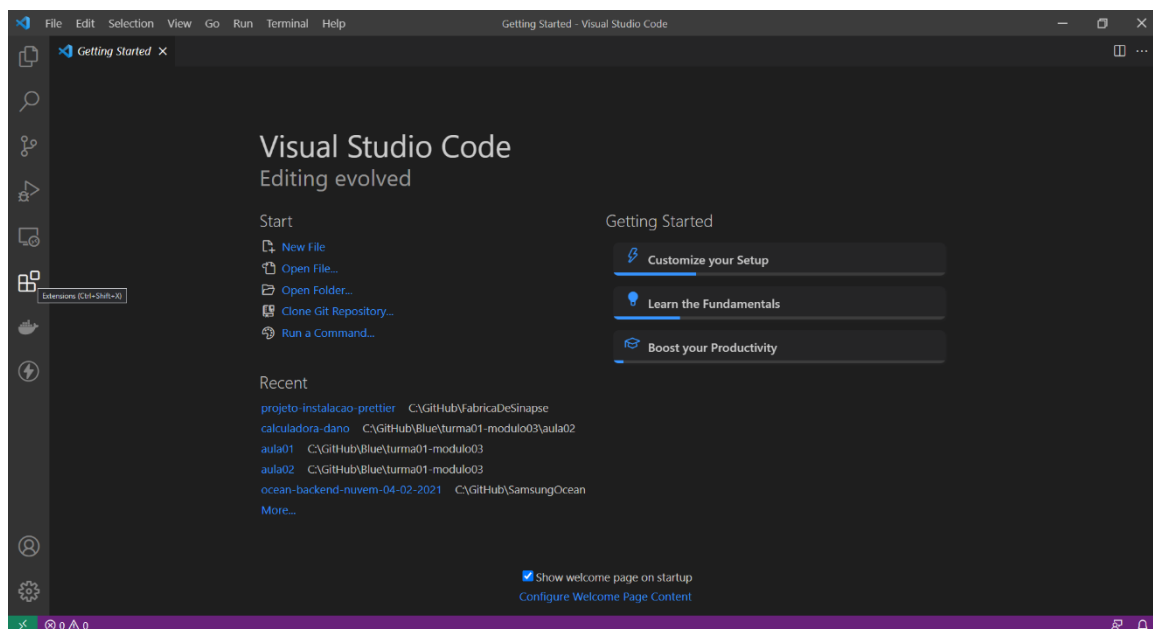 File Edit Selection View Go Run Terminal Help Getting Started - Visual Studio Code
Getting Started
Visual Studio Code
Editing evolved
Start
New File
Open File...
Open Folder...
Clone Git Repository...
Run a Command...
Getting Started
Customize your Setup
Learn the Fundamentals
Boost your Productivity
Extensions (Ctrl+Shift+X)
Recent
projeto-instalacao-prettier C:\GitHub\FabricaDeSinapse
calculadora-dano C:\GitHub\Blue\turma01-modulo03\aula02
aula01 C:\GitHub\Blue\turma01-modulo03
aula02 C:\GitHub\Blue\turma01-modulo03
ocean-backend-nuvem-04-02-2021 C:\GitHub\SamsungOcean
More...
Show welcome page on startup
Configure Welcome Page Content
0 0